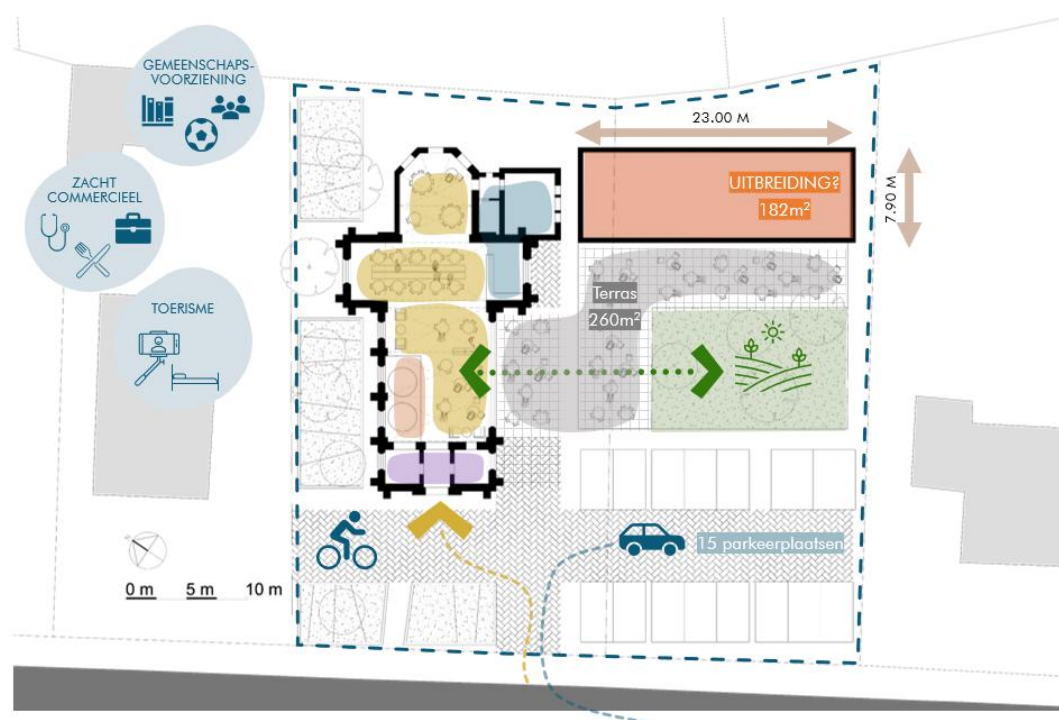 GEMEENSCHAPS-
VOORZIENING
ZACHT
COMMERCIEEL
TOERISME
23.00 M
7.90 M
UITBREIDING?
182m²
Terras
260m²
15 parkeerplaatsen
0 m 5 m 10 m